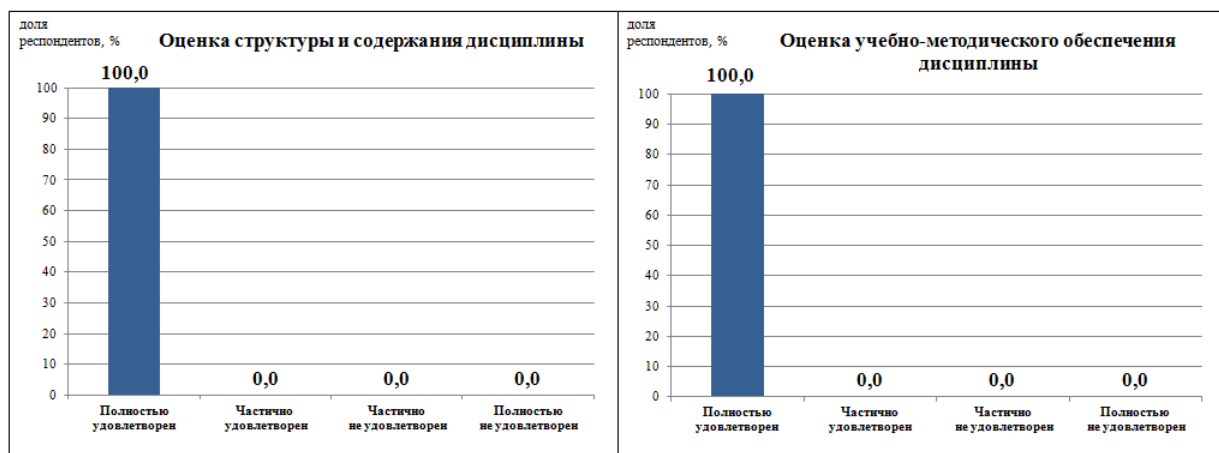 доля
респондентов, %
Оценка структуры и содержания дисциплины
100,0
100
90
80
70
60
50
40
30
20
10
0
0,0
0,0
0,0
Полностью
удовлетворен
Частично
удовлетворен
Частично
не удовлетворен
Полностью
не удовлетворен
доля
респондентов, %
Оценка учебно-методического обеспечения
дисциплины
100,0
100
90
80
70
60
50
40
30
20
10
0
0,0
0,0
0,0
Полностью
удовлетворен
Частично
удовлетворен
Частично
не удовлетворен
Полностью
не удовлетворен